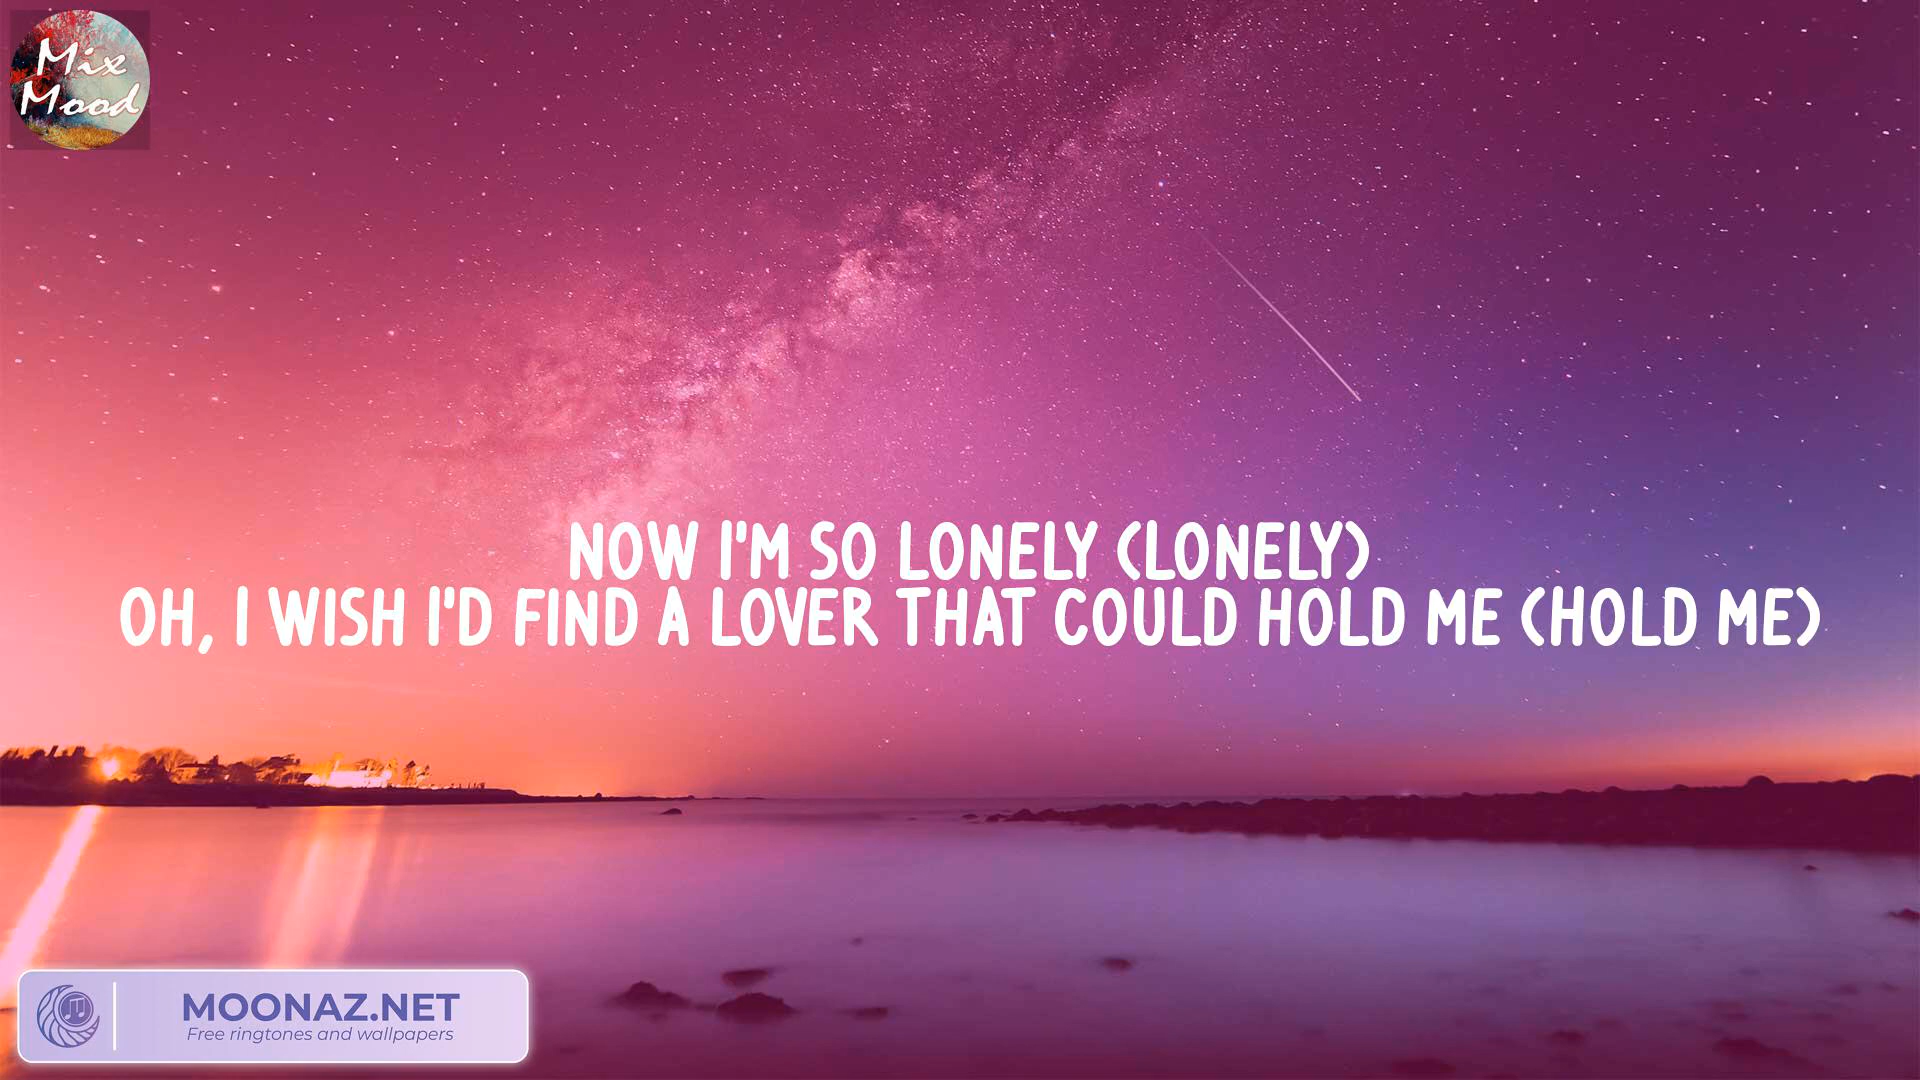 Mix
Mood
NOW I'M SO LONELY (LONELY)
OH, I WISH I'D FIND A LOVER THAT COULD HOLD ME (HOLD ME)
MOONAZ.NET
Free ringtones and wallpapers